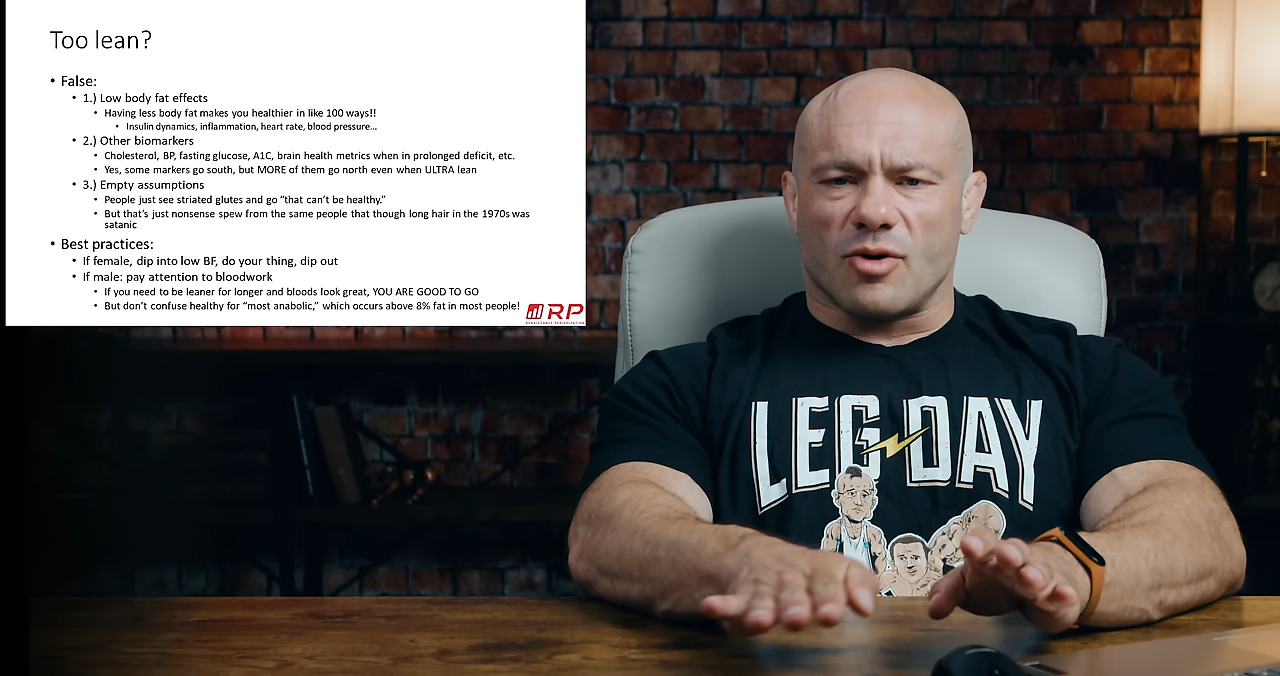 Too lean?
• False:
• 1.) Low body fat effects
• Having less body fat makes you healthier in like 100 ways!!
• Insulin dynamics, inflammation, heart rate, blood pressure…
• 2.) Other biomarkers
• Cholesterol, BP, fasting glucose, A1C, brain health metrics when in prolonged deficit, etc.
• Yes, some markers go south, but MORE of them go north even when ULTRA lean
• 3.) Empty assumptions
• People just see striated glutes and go “that can’t be healthy.”
• But that’s just nonsense spew from the same people that though long hair in the 1970s was
satanic
• Best practices:
• If female, dip into low BF, do your thing, dip out
• If male: pay attention to bloodwork
• If you need to be leaner for longer and bloods look great, YOU ARE GOOD TO GO
• But don’t confuse healthy for “most anabolic,” which occurs above 8% fat in most people!
RP
RENAISSANCE PERIODIZATION
LEG DAY